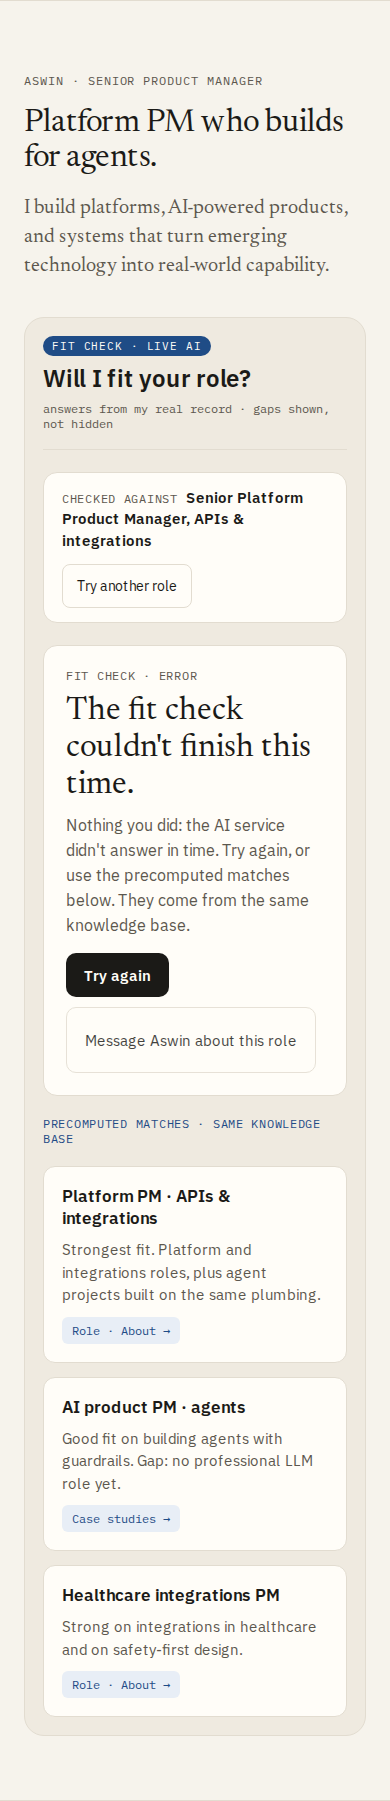 ASWIN · SENIOR PRODUCT MANAGER
Platform PM who builds
for agents.
I build platforms, AI-powered products,
and systems that turn emerging
technology into real-world capability.
FIT CHECK · LIVE AI
Will I fit your role?
answers from my real record · gaps shown,
not hidden
CHECKED AGAINST Senior Platform
Product Manager, APIs &
integrations
Try another role
FIT CHECK · ERROR
The fit check
couldn't finish this
time.
Nothing you did: the AI service
didn't answer in time. Try again, or
use the precomputed matches
below. They come from the same
knowledge base.
Try again
Message Aswin about this role
PRECOMPUTED MATCHES · SAME KNOWLEDGE
BASE
Platform PM · APIs &
integrations
Strongest fit. Platform and
integrations roles, plus agent
projects built on the same plumbing.
Role · About →
AI product PM · agents
Good fit on building agents with
guardrails. Gap: no professional LLM
role yet.
Case studies →
Healthcare integrations PM
Strong on integrations in healthcare
and on safety-first design.
Role · About →